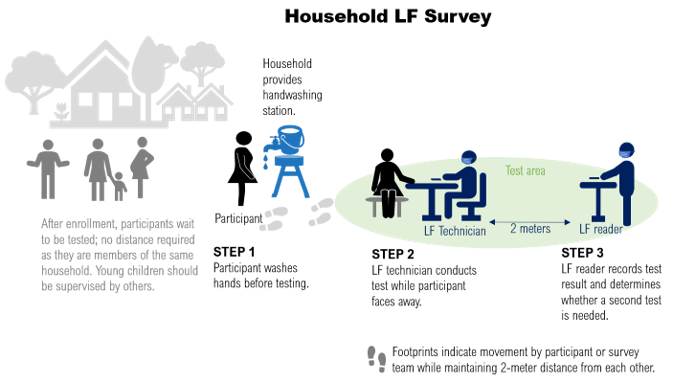 Household LF Survey
Household
provides
handwashing
station.
Test area
Participant
LF Technician
2 meters
LF reader
After enrollment, participants wait
to be tested; no distance required
as they are members of the same
household. Young children should
be supervised by others.
STEP 1
Participant washes
hands before testing.
STEP 2
LF technician conducts
test while participant
faces away.
STEP 3
LF reader records test
result and determines
whether a second test
is needed.
Footprints indicate movement by participant or survey
team while maintaining 2-meter distance from each other.